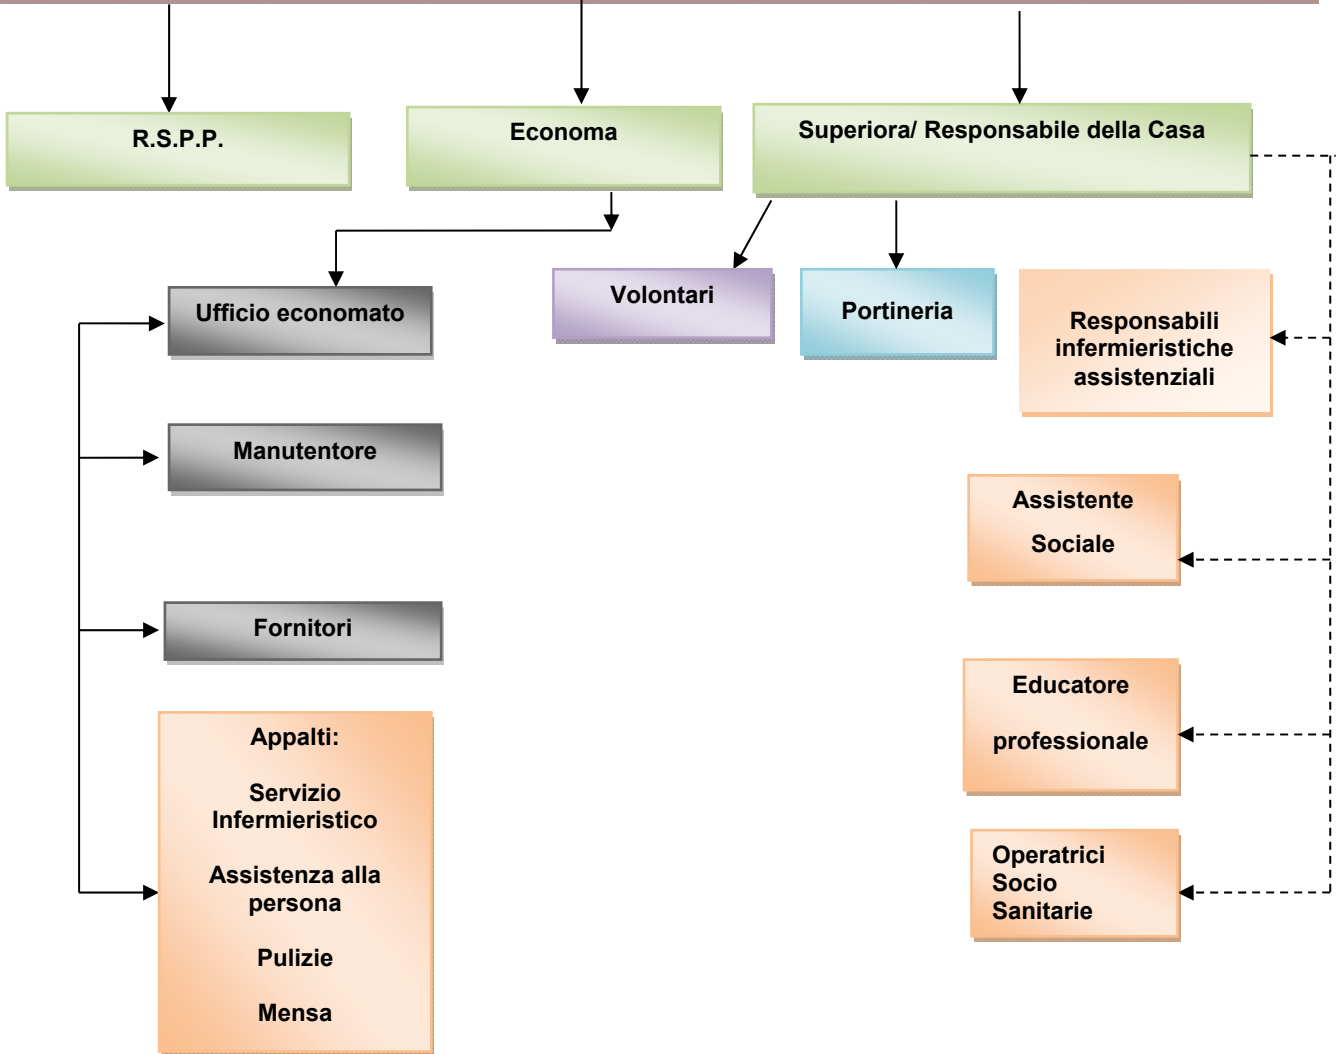 R.S.P.P.
Economa
Superiora/ Responsabile della Casa
Ufficio economato
Volontari
Portineria
Responsabili
infermieristiche
assistenziali
Manutentore
Assistente
Sociale
Fornitori
Educatore
professionale
Appalti:
Servizio
Infermieristico
Assistenza alla
persona
Pulizie
Mensa
Operatrici
Socio
Sanitarie